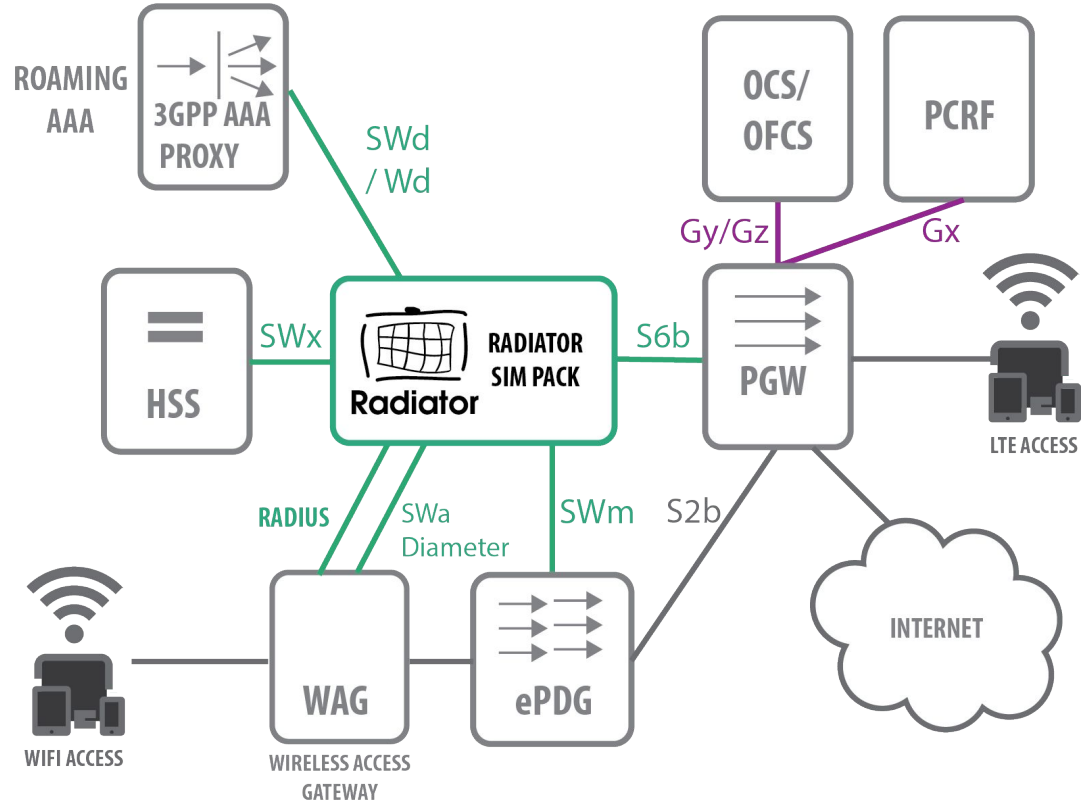 ROAMING
AAA
3GPP AAA
PROXY
SWd
/ Wd
OCS/
OFCS
PCRF
Gy/Gz
Gx
HSS
SWx
Radiator
RADIATOR
SIM PACK
S6b
PGW
LTE ACCESS
RADIUS
SWa
Diameter
SWm
S2b
INTERNET
WIFI ACCESS
WAG
WIRELESS ACCESS
GATEWAY
ePDG